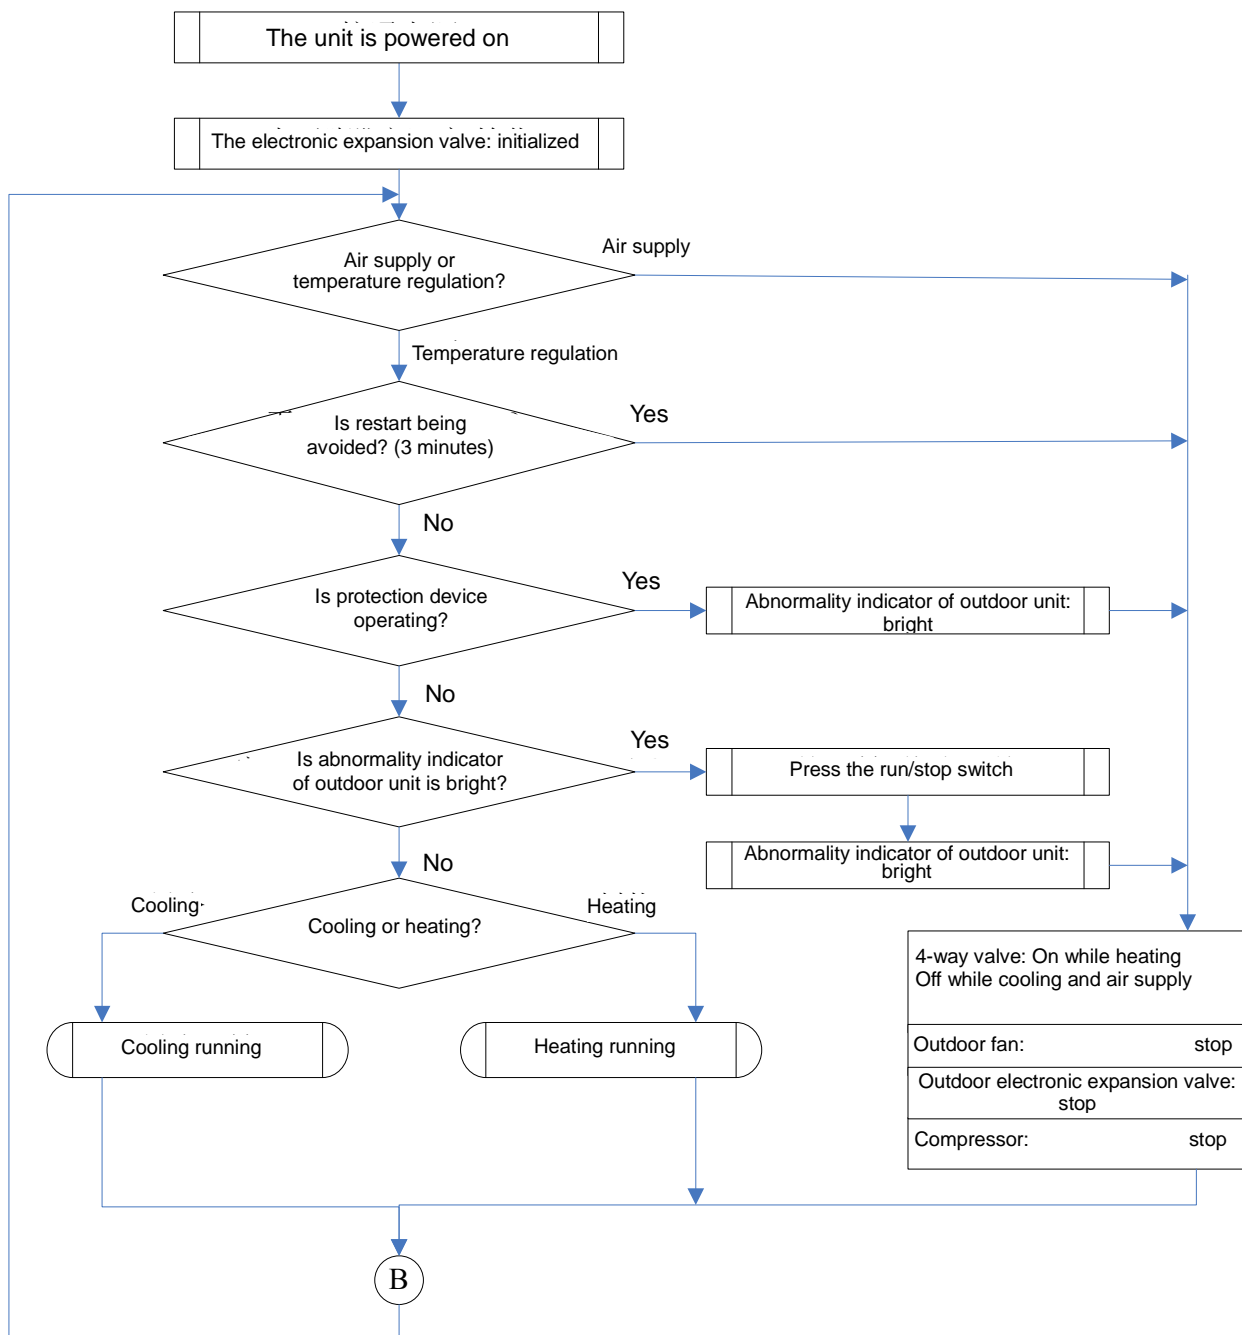 The unit is powered on
The electronic expansion valve: initialized
Air supply or
temperature regulation?
Air supply
Temperature regulation
Is restart being
avoided? (3 minutes)
Yes
No
Is protection device
operating?
Yes
Abnormality indicator of outdoor unit:
bright
No
Is abnormality indicator
of outdoor unit is bright?
Yes
Press the run/stop switch
Abnormality indicator of outdoor unit:
bright
No
Cooling
Cooling or heating?
Heating
4-way valve: On while heating
Off while cooling and air supply
Cooling running
Heating running
Outdoor fan: stop
Outdoor electronic expansion valve:
stop
Compressor: stop
B